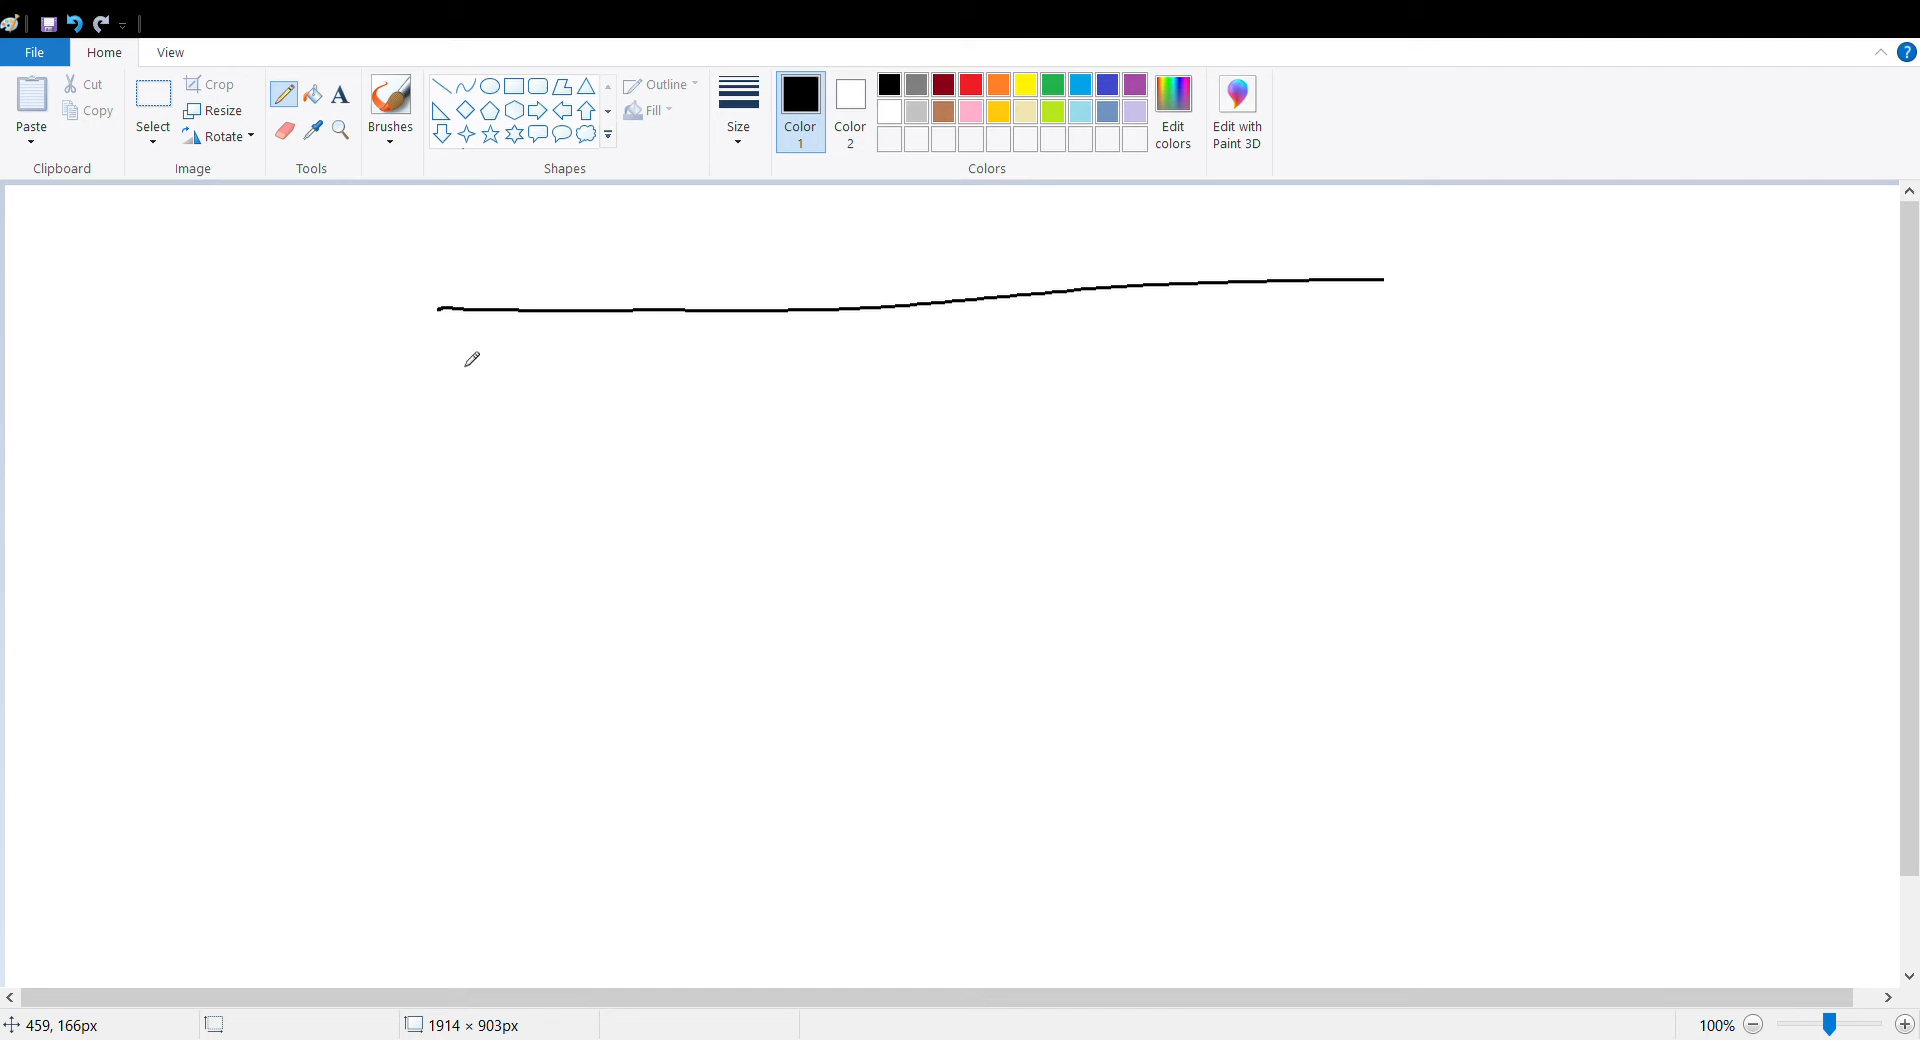 File Home View ?
Paste Cut Copy Clipboard
Select Crop Resize Rotate Image
A Tools
Brushes
Shapes
Outline Fill
Size
Color 1
Color 2
Edit colors
Colors
Edit with Paint 3D
459, 166px 1914 × 903px 100%